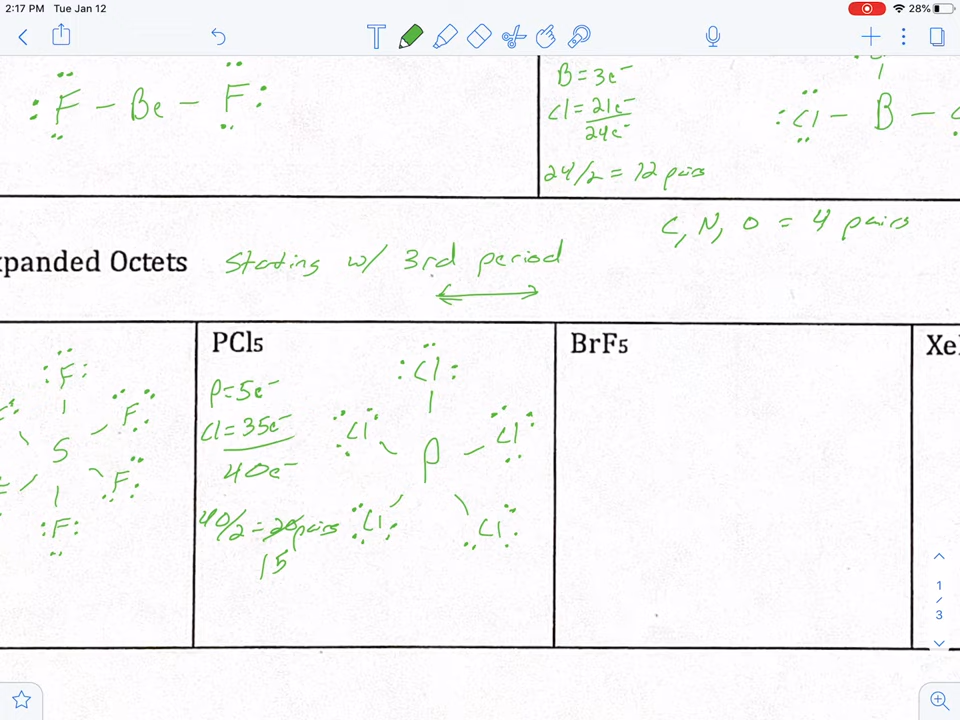 2:17 PM Tue Jan 12
28%
F - Be - F
B = 3e⁻
Cl = 21e⁻
24e⁻
24/2 = 12 pairs
Cl - B -
C, N, O = 4 pairs
xpanded Octets Stating w/ 3rd period
F
F
S
F
F
PCl5
P=5e⁻
Cl = 35e⁻
40e⁻
40/2 = 20 pairs
15
Cl
Cl
Cl
P
Cl
Cl
BrF5
Xe
1
/
3